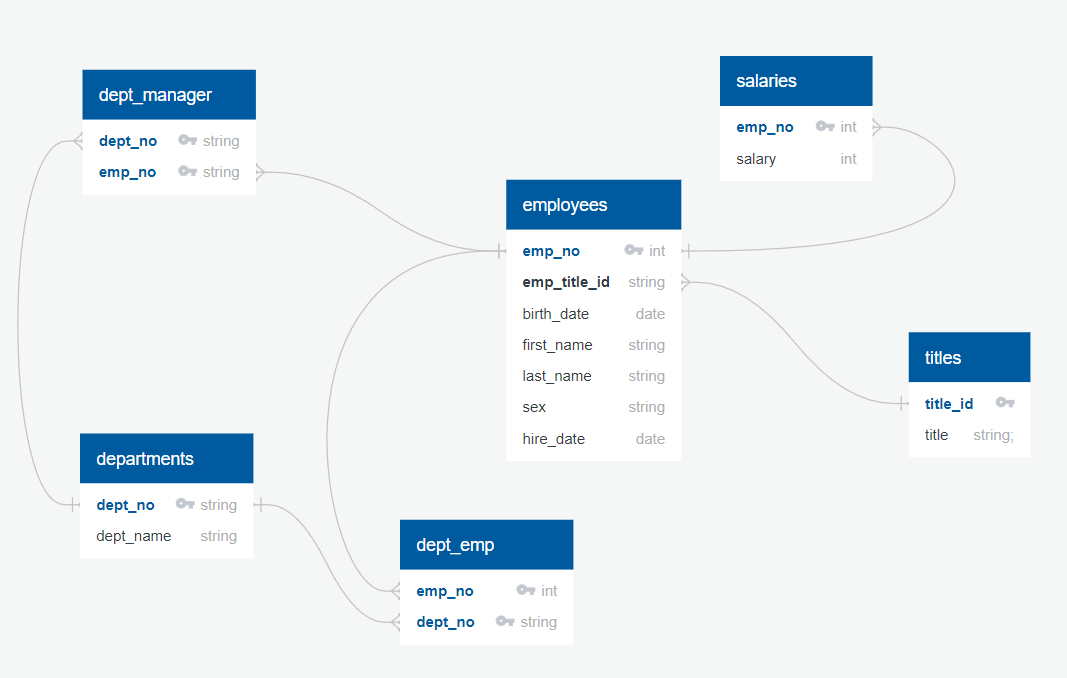 dept_manager
dept_no string
emp_no string
salaries
emp_no int
salary int
employees
emp_no int
emp_title_id string
birth_date date
first_name string
last_name string
sex string
hire_date date
titles
title_id
title string;
departments
dept_no string
dept_name string
dept_emp
emp_no int
dept_no string